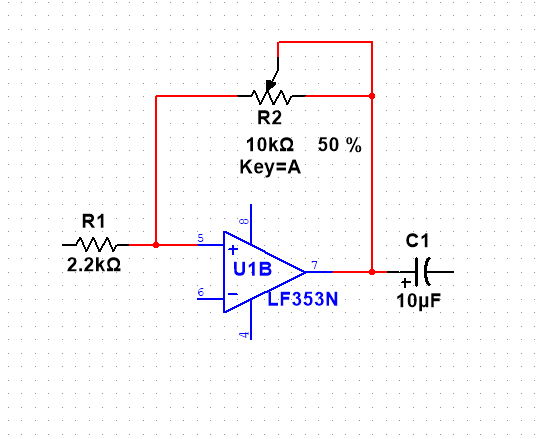 R2
10kΩ 50 %
Key=A
R1
2.2kΩ
8
5
+
U1B
7
6
−
LF353N
4
C1
+
10µF